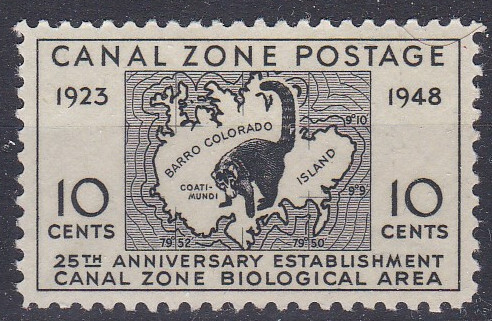 CANAL ZONE POSTAGE
1923 1948
BARRO COLORADO
ISLAND
COATI-
MUNDI
9°10
9°9
10 10
CENTS CENTS
79°52 79°50
25TH ANNIVERSARY ESTABLISHMENT
CANAL ZONE BIOLOGICAL AREA